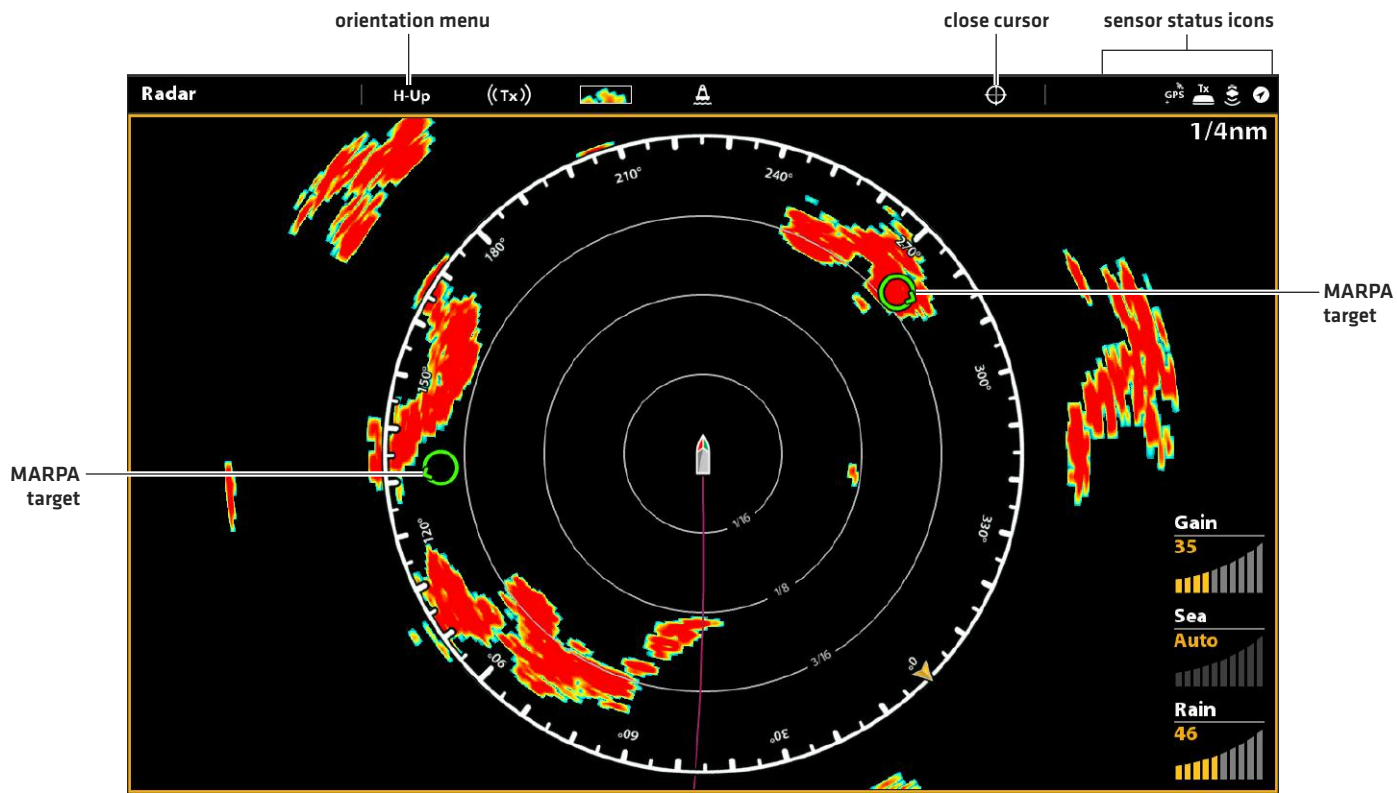 orientation menu
close cursor
sensor status icons
Radar
H-Up
((Tx))
GPS
Tx
1/4nm
210°
240°
180°
270°
MARPA
target
150°
300°
MARPA
target
120°
330°
1/16
1/8
3/16
90°
0°
60°
30°
Gain
35
Sea
Auto
Rain
46